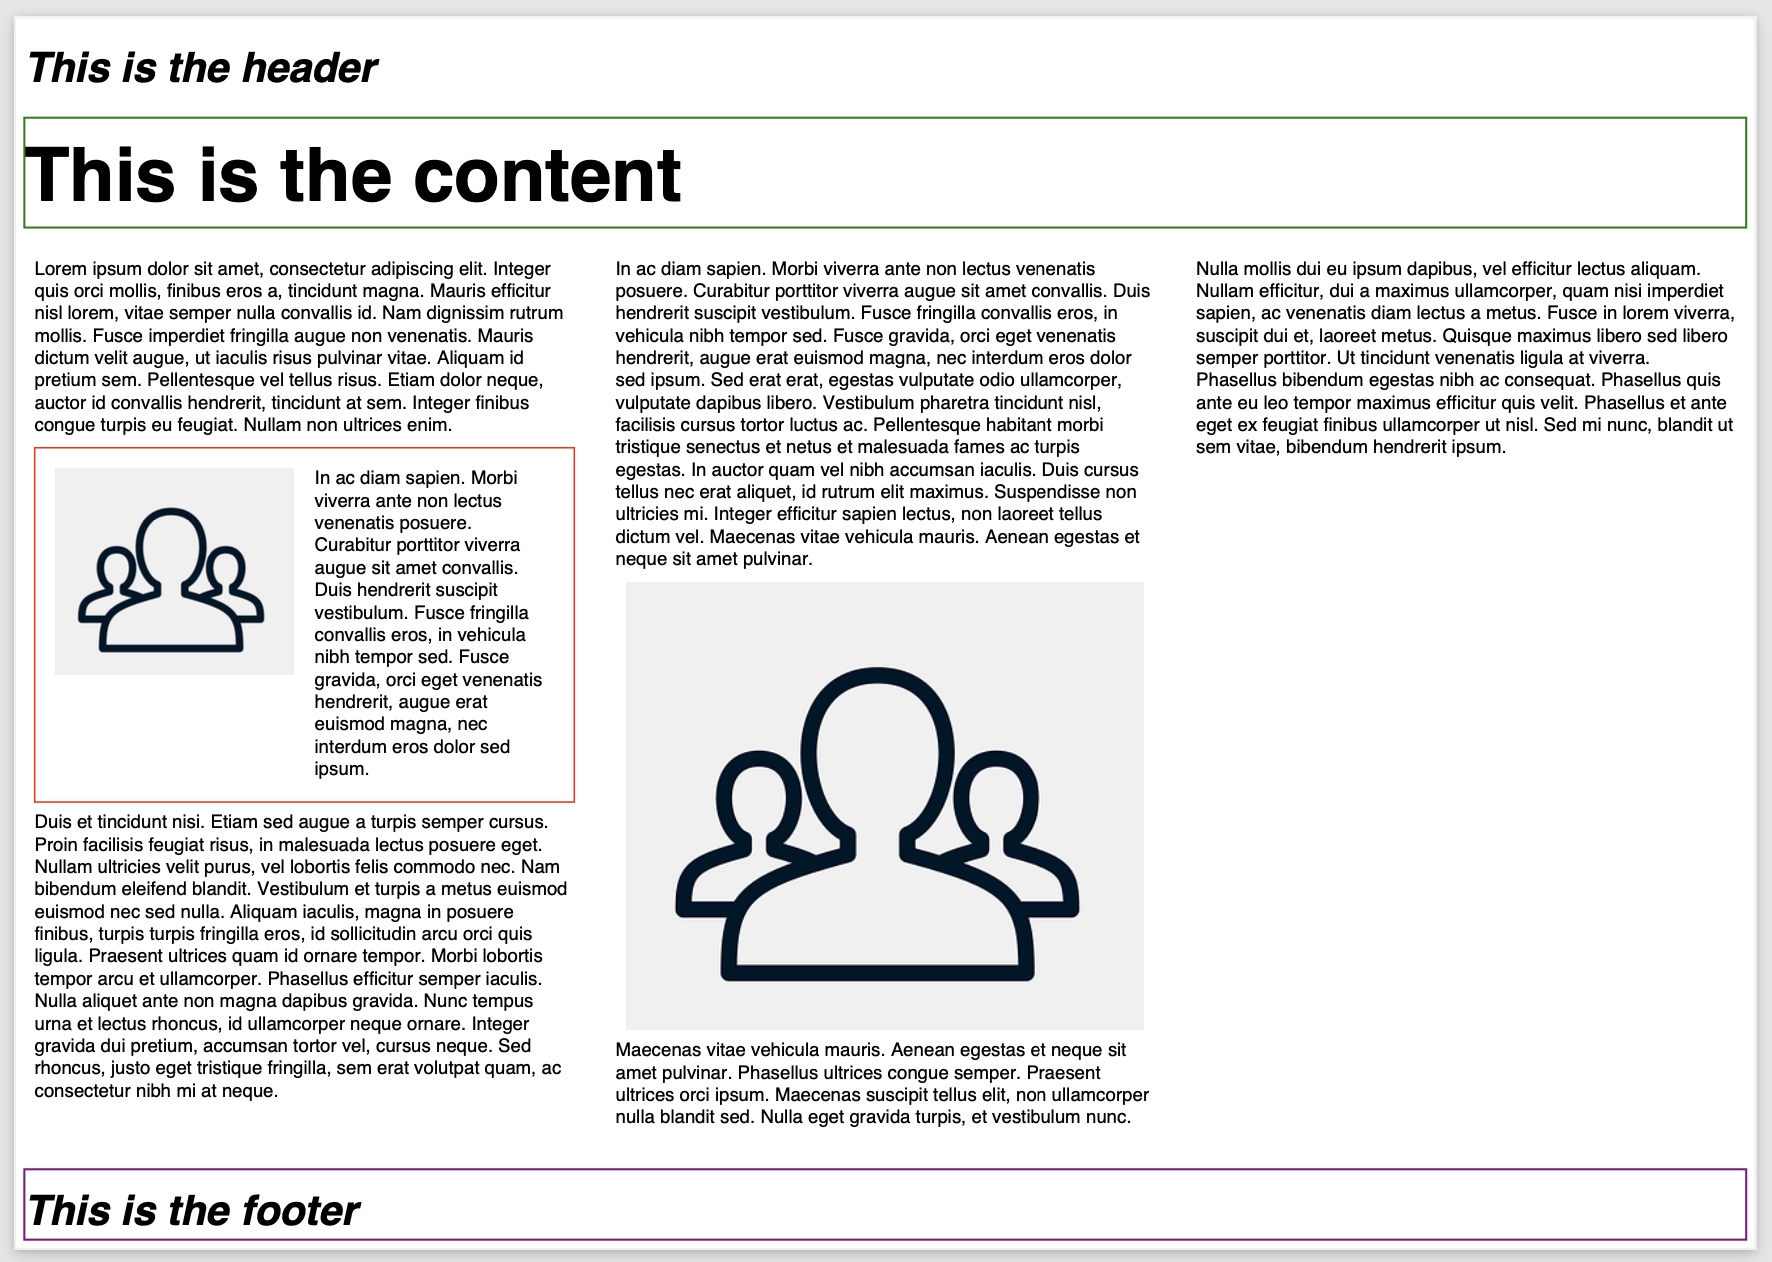 This is the header
This is the content
Lorem ipsum dolor sit amet, consectetur adipiscing elit. Integer
quis orci mollis, finibus eros a, tincidunt magna. Mauris efficitur
nisl lorem, vitae semper nulla convallis id. Nam dignissim rutrum
mollis. Fusce imperdiet fringilla augue non venenatis. Mauris
dictum velit augue, ut iaculis risus pulvinar vitae. Aliquam id
pretium sem. Pellentesque vel tellus risus. Etiam dolor neque,
auctor id convallis hendrerit, tincidunt at sem. Integer finibus
congue turpis eu feugiat. Nullam non ultrices enim.
In ac diam sapien. Morbi
viverra ante non lectus
venenatis posuere.
Curabitur porttitor viverra
augue sit amet convallis.
Duis hendrerit suscipit
vestibulum. Fusce fringilla
convallis eros, in vehicula
nibh tempor sed. Fusce
gravida, orci eget venenatis
hendrerit, augue erat
euismod magna, nec
interdum eros dolor sed
ipsum.
Duis et tincidunt nisi. Etiam sed augue a turpis semper cursus.
Proin facilisis feugiat risus, in malesuada lectus posuere eget.
Nullam ultricies velit purus, vel lobortis felis commodo nec. Nam
bibendum eleifend blandit. Vestibulum et turpis a metus euismod
euismod nec sed nulla. Aliquam iaculis, magna in posuere
finibus, turpis turpis fringilla eros, id sollicitudin arcu orci quis
ligula. Praesent ultrices quam id ornare tempor. Morbi lobortis
tempor arcu et ullamcorper. Phasellus efficitur semper iaculis.
Nulla aliquet ante non magna dapibus gravida. Nunc tempus
urna et lectus rhoncus, id ullamcorper neque ornare. Integer
gravida dui pretium, accumsan tortor vel, cursus neque. Sed
rhoncus, justo eget tristique fringilla, sem erat volutpat quam, ac
consectetur nibh mi at neque.
In ac diam sapien. Morbi viverra ante non lectus venenatis
posuere. Curabitur porttitor viverra augue sit amet convallis. Duis
hendrerit suscipit vestibulum. Fusce fringilla convallis eros, in
vehicula nibh tempor sed. Fusce gravida, orci eget venenatis
hendrerit, augue erat euismod magna, nec interdum eros dolor
sed ipsum. Sed erat erat, egestas vulputate odio ullamcorper,
vulputate dapibus libero. Vestibulum pharetra tincidunt nisl,
facilisis cursus tortor luctus ac. Pellentesque habitant morbi
tristique senectus et netus et malesuada fames ac turpis
egestas. In auctor quam vel nibh accumsan iaculis. Duis cursus
tellus nec erat aliquet, id rutrum elit maximus. Suspendisse non
ultricies mi. Integer efficitur sapien lectus, non laoreet tellus
dictum vel. Maecenas vitae vehicula mauris. Aenean egestas et
neque sit amet pulvinar.
Maecenas vitae vehicula mauris. Aenean egestas et neque sit
amet pulvinar. Phasellus ultrices congue semper. Praesent
ultrices orci ipsum. Maecenas suscipit tellus elit, non ullamcorper
nulla blandit sed. Nulla eget gravida turpis, et vestibulum nunc.
Nulla mollis dui eu ipsum dapibus, vel efficitur lectus aliquam.
Nullam efficitur, dui a maximus ullamcorper, quam nisi imperdiet
sapien, ac venenatis diam lectus a metus. Fusce in lorem viverra,
suscipit dui et, laoreet metus. Quisque maximus libero sed libero
semper porttitor. Ut tincidunt venenatis ligula at viverra.
Phasellus bibendum egestas nibh ac consequat. Phasellus quis
ante eu leo tempor maximus efficitur quis velit. Phasellus et ante
eget ex feugiat finibus ullamcorper ut nisl. Sed mi nunc, blandit ut
sem vitae, bibendum hendrerit ipsum.
This is the footer